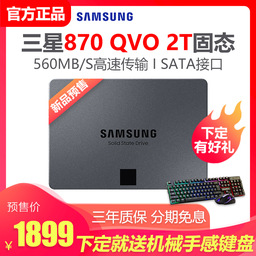 官方正品
SAMSUNG
三星870 QVO 2T固态
560MB/S高速传输 I SATA接口
新品预售
下定
有好礼
SAMSUNG
Solid State Drive
预售价
三年质保 分期免息
¥1899
下定就送机械手感键盘